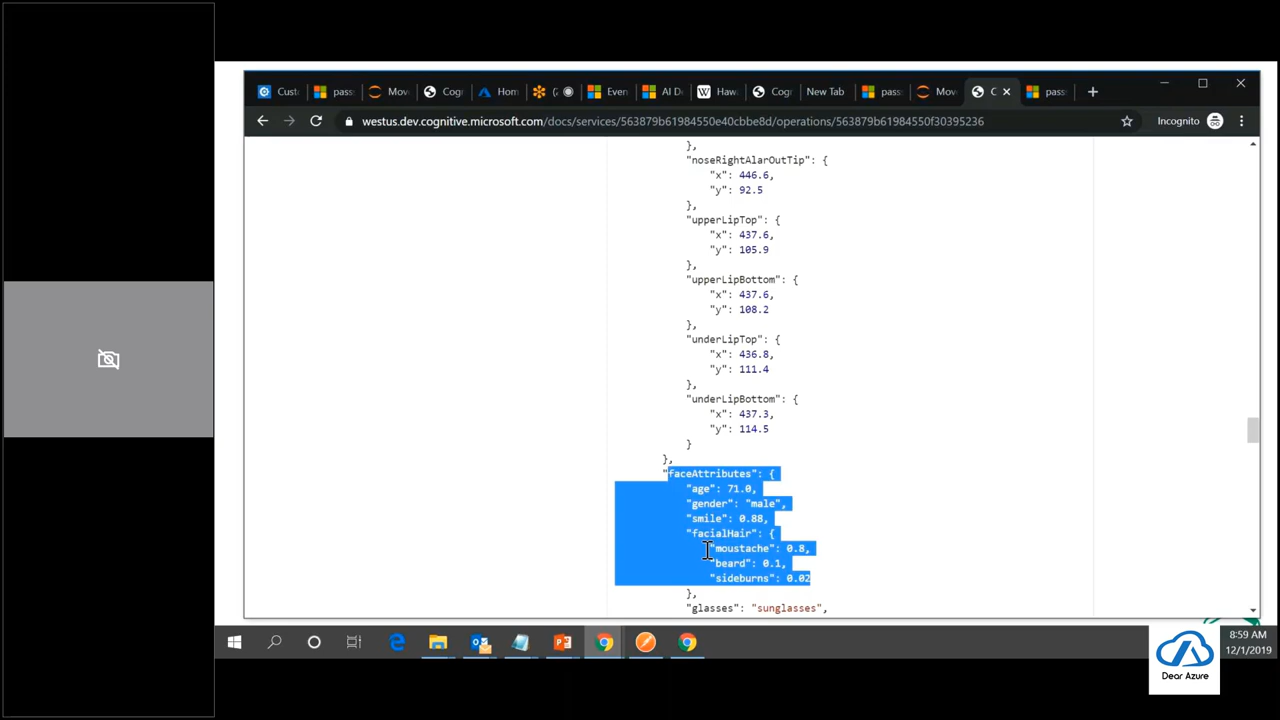 Custo
pass
Mov
Cogi
Hom
(2
Even
AI D
Haw
Cogi
New Tab
pass
Mov
C
pass
westus.dev.cognitive.microsoft.com/docs/services/563879b61984550e40cbbe8d/operations/563879b61984550f30395236
Incognito
},
"noseRightAlarOutTip": {
"x": 446.6,
"y": 92.5
},
"upperLipTop": {
"x": 437.6,
"y": 105.9
},
"upperLipBottom": {
"x": 437.6,
"y": 108.2
},
"underLipTop": {
"x": 436.8,
"y": 111.4
},
"underLipBottom": {
"x": 437.3,
"y": 114.5
}
},
"faceAttributes": {
"age": 71.0,
"gender": "male",
"smile": 0.88,
"facialHair": {
"moustache": 0.8,
"beard": 0.1,
"sideburns": 0.02
},
"glasses": "sunglasses",
8:59 AM
12/1/2019
Dear Azure